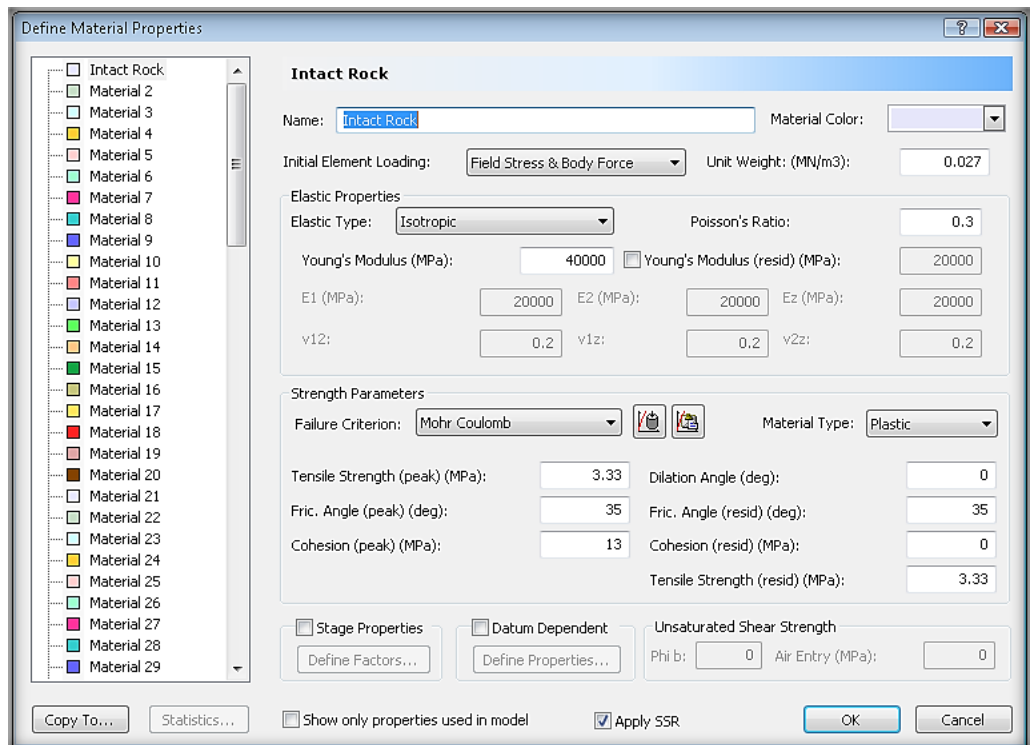 Define Material Properties
Intact Rock
Material 2
Material 3
Material 4
Material 5
Material 6
Material 7
Material 8
Material 9
Material 10
Material 11
Material 12
Material 13
Material 14
Material 15
Material 16
Material 17
Material 18
Material 19
Material 20
Material 21
Material 22
Material 23
Material 24
Material 25
Material 26
Material 27
Material 28
Material 29
Copy To... Statistics...
Intact Rock
Name: Intact Rock Material Color:
Initial Element Loading: Field Stress & Body Force Unit Weight: (MN/m3): 0.027
Elastic Properties
Elastic Type: Isotropic Poisson's Ratio: 0.3
Young's Modulus (MPa): 40000 Young's Modulus (resid) (MPa): 20000
E1 (MPa): 20000 E2 (MPa): 20000 Ez (MPa): 20000
v12: 0.2 v1z: 0.2 v2z: 0.2
Strength Parameters
Failure Criterion: Mohr Coulomb Material Type: Plastic
Tensile Strength (peak) (MPa): 3.33 Dilation Angle (deg): 0
Fric. Angle (peak) (deg): 35 Fric. Angle (resid) (deg): 35
Cohesion (peak) (MPa): 13 Cohesion (resid) (MPa): 0
Tensile Strength (resid) (MPa): 3.33
Stage Properties Datum Dependent Unsaturated Shear Strength
Define Factors... Define Properties... Phi b: 0 Air Entry (MPa): 0
Show only properties used in model Apply SSR OK Cancel